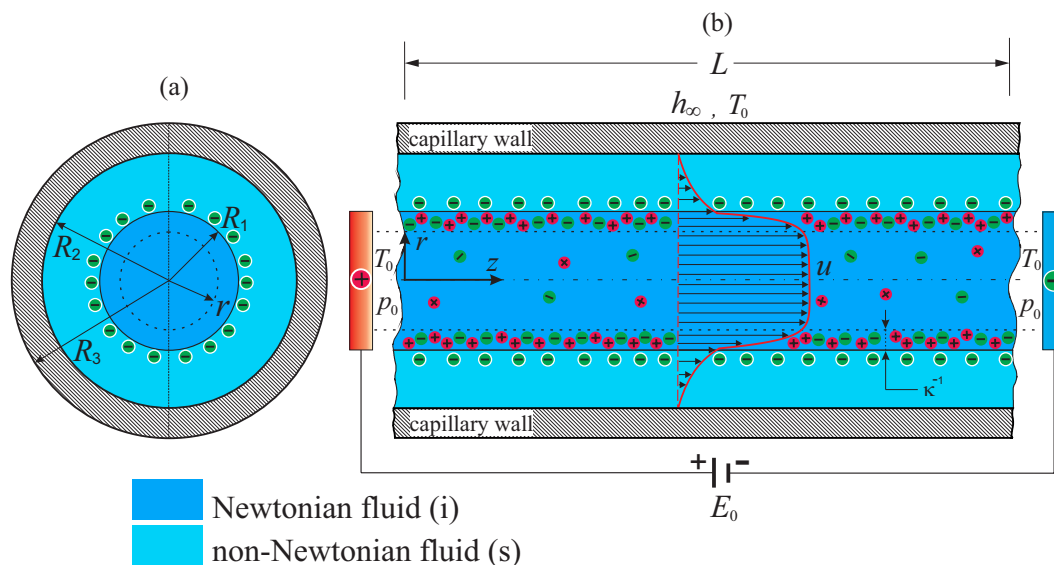 (a)
R₁
R₂
r
R₃
(b)
L
h∞ , T₀
capillary wall
T₀
p₀
r
z
u
κ⁻¹
T₀
p₀
capillary wall
+ −
E₀
Newtonian fluid (i)
non-Newtonian fluid (s)